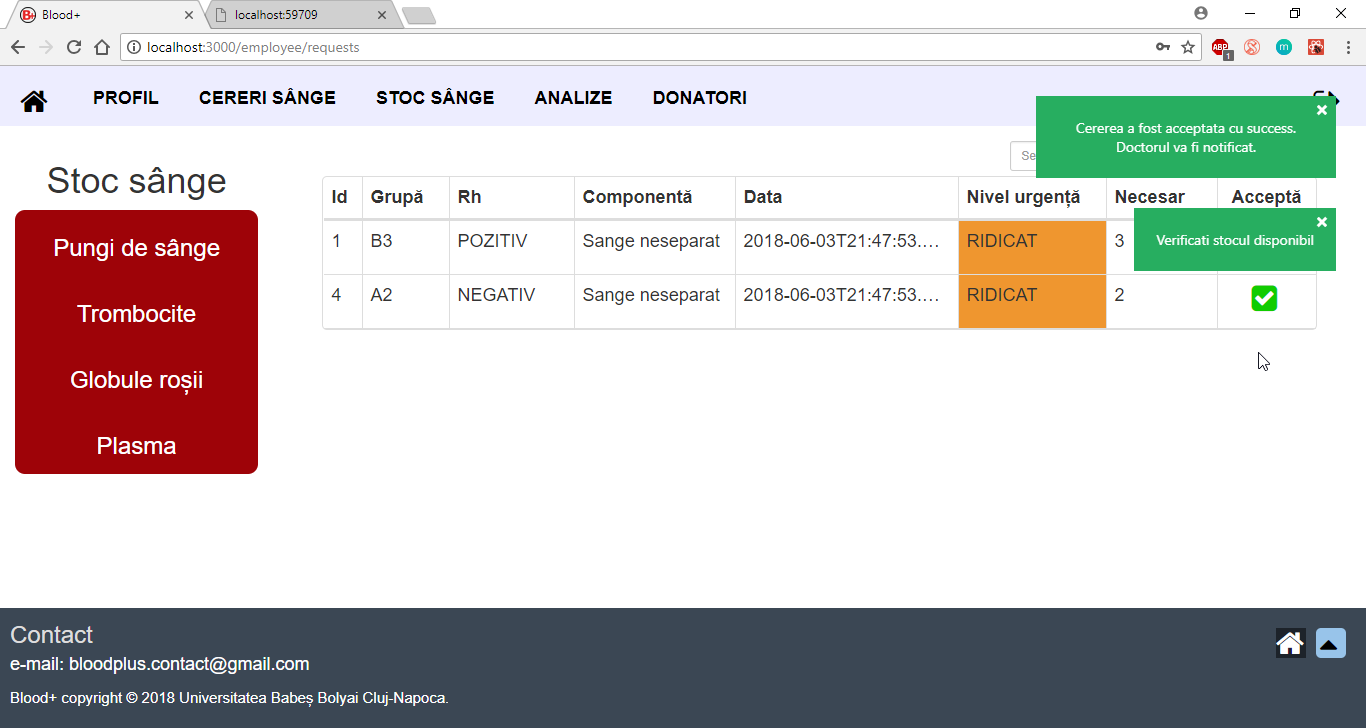 Blood+
localhost:59709
localhost:3000/employee/requests
ABP
1
m
PROFIL CERERI SÂNGE STOC SÂNGE ANALIZE DONATORI
Cererea a fost acceptata cu success.
Doctorul va fi notificat.
Se
Stoc sânge
Pungi de sânge
Trombocite
Globule roșii
Plasma
Id Grupă Rh Componentă Data Nivel urgență Necesar Acceptă
1 B3 POZITIV Sange neseparat 2018-06-03T21:47:53.... RIDICAT 3
Verificati stocul disponibil
4 A2 NEGATIV Sange neseparat 2018-06-03T21:47:53.... RIDICAT 2
Contact
e-mail: bloodplus.contact@gmail.com
Blood+ copyright © 2018 Universitatea Babeș Bolyai Cluj-Napoca.